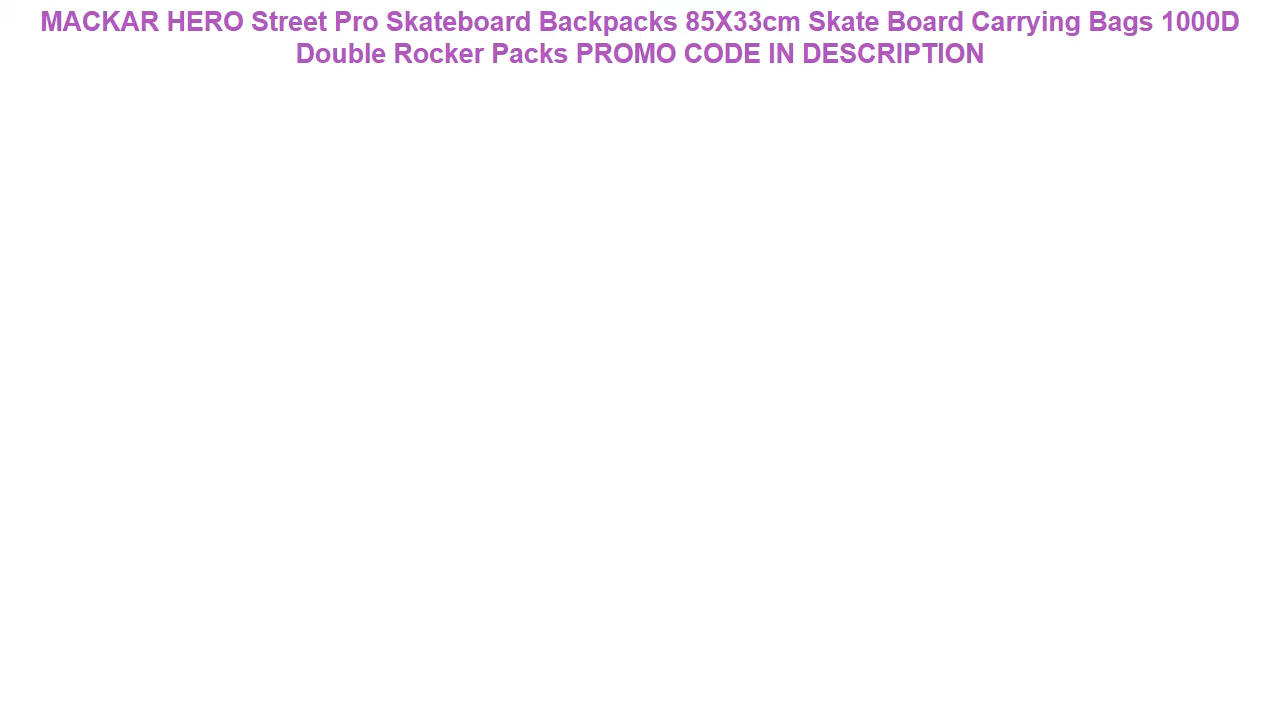 MACKAR HERO Street Pro Skateboard Backpacks 85X33cm Skate Board Carrying Bags 1000D
Double Rocker Packs PROMO CODE IN DESCRIPTION